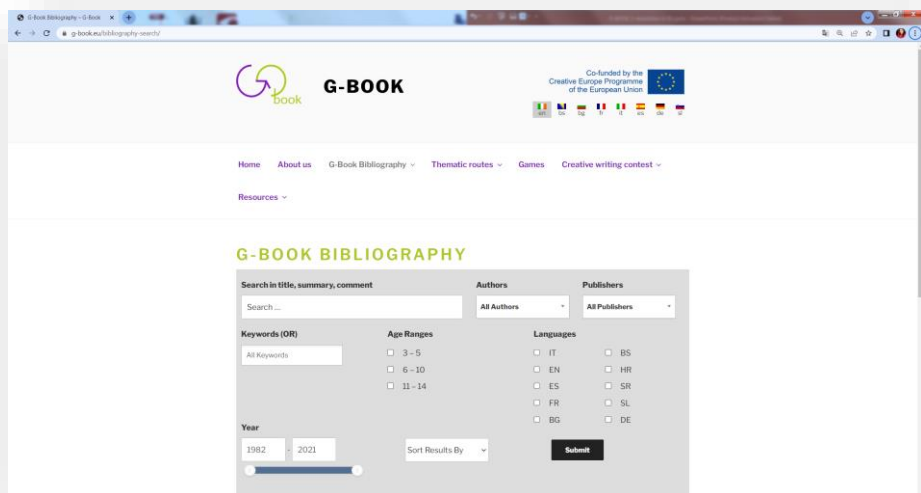 G-Book Bibliography – G-Book
g-book.eu/bibliography-search/
book
G-BOOK
Co-funded by the
Creative Europe Programme
of the European Union
en bs bg fr it es de sl
Home About us G-Book Bibliography Thematic routes Games Creative writing contest
Resources
G-BOOK BIBLIOGRAPHY
Search in title, summary, comment Authors Publishers
Search ... All Authors All Publishers
Keywords (OR) Age Ranges Languages
All Keywords 3 – 5 IT BS
6 – 10 EN HR
11 – 14 ES SR
FR SL
BG DE
Year
1982 - 2021 Sort Results By Submit